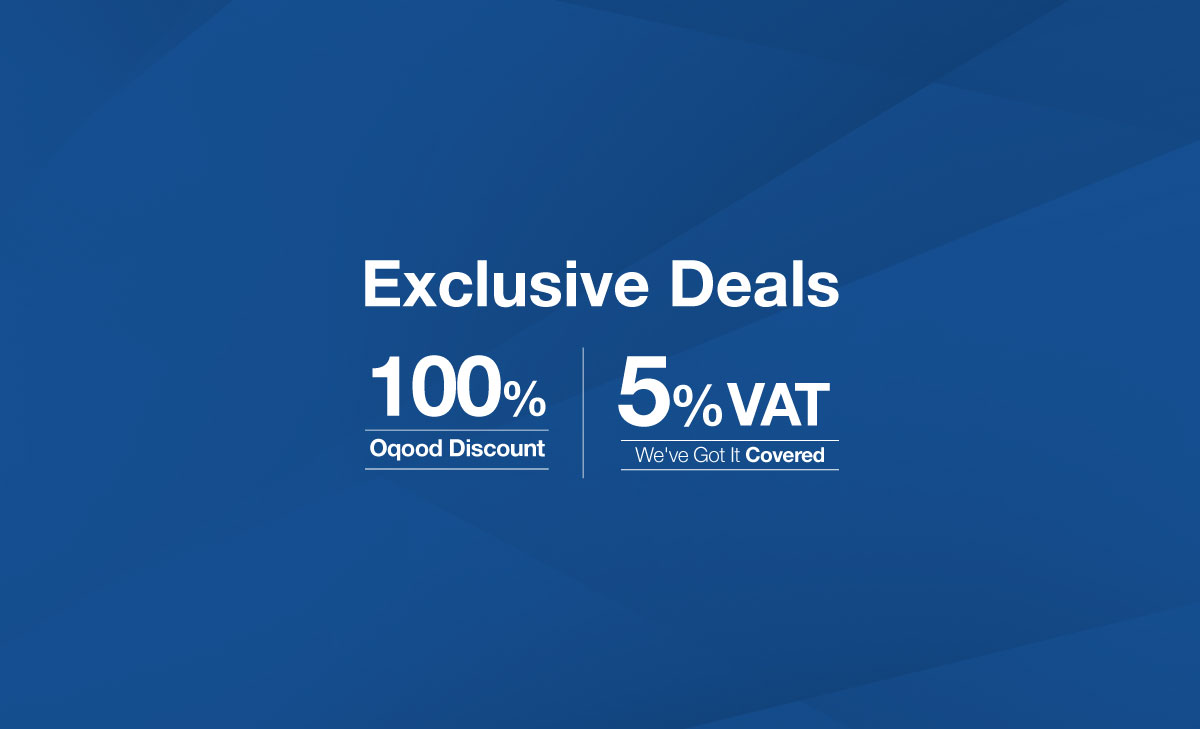 Exclusive Deals
100%
Oqood Discount
5% VAT
We've Got It Covered